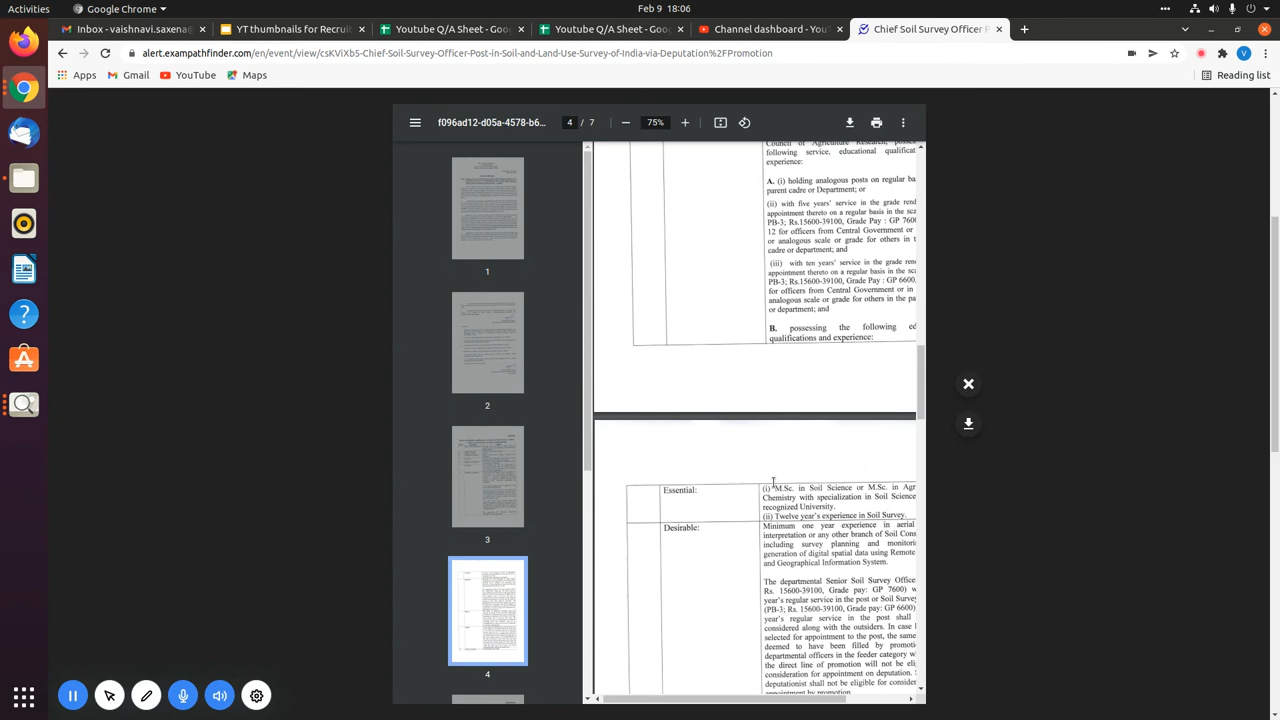 Activities
Google Chrome
Feb 9 18:06
Inbox - vaishnavi.saxena
YT thumbnails for Recruit
Youtube Q/A Sheet - Goog
Youtube Q/A Sheet - Goog
Channel dashboard - YouT
Chief Soil Survey Officer P
alert.exampathfinder.com/en/event/view/csKViXb5-Chief-Soil-Survey-Officer-Post-in-Soil-and-Land-Use-Survey-of-India-via-Deputation%2FPromotion
V
Apps
Gmail
YouTube
Maps
Reading list
f096ad12-d05a-4578-b6...
4 / 7
75%
1
2
3
4
Council of Agriculture Research, posses
following service, educational qualificat
experience:
A. (i) holding analogous posts on regular ba
parent cadre or Department; or
(ii) with five years' service in the grade rend
appointment thereto on a regular basis in the sca
PB-3; Rs.15600-39100, Grade Pay : GP 7600
12 for officers from Central Government or
or analogous scale or grade for others in t
cadre or department; and
(iii) with ten years' service in the grade rend
appointment thereto on a regular basis in the sca
PB-3; Rs.15600-39100, Grade Pay : GP 6600,
for officers from Central Government or in
analogous scale or grade for others in the pa
or department; and
B. possessing the following ed
qualifications and experience:
Essential:
(i) M.Sc. in Soil Science or M.Sc. in Agr
Chemistry with specialization in Soil Science
recognized University.
(ii) Twelve year's experience in Soil Survey.
Desirable:
Minimum one year experience in aerial
interpretation or any other branch of Soil Cons
including survey planning and monitori
generation of digital spatial data using Remote
and Geographical Information System.
The departmental Senior Soil Survey Office
Rs. 15600-39100, Grade pay: GP 7600) w
year's regular service in the post or Soil Surve
(PB-3; Rs. 15600-39100, Grade pay: GP 6600)
year's regular service in the post shall
considered along with the outsiders. In case
selected for appointment to the post, the same
deemed to have been filled by promoti
departmental officers in the feeder category w
the direct line of promotion will not be eli
consideration for appointment on deputation.
deputationist shall not be eligible for conside
appointment by promotion